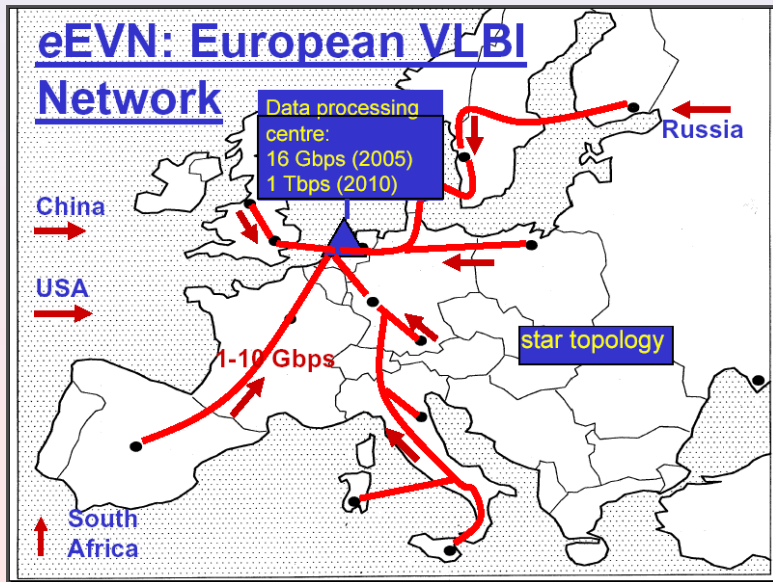 eEVN: European VLBI
Network
Data processing
centre:
16 Gbps (2005)
1 Tbps (2010)
Russia
China
USA
star topology
1-10 Gbps
South
Africa